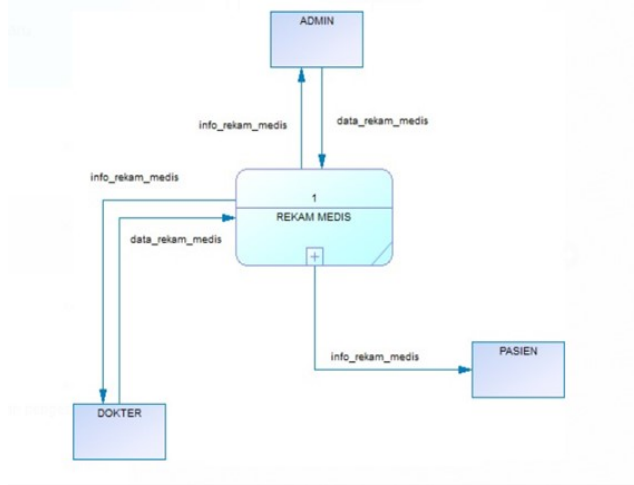 ADMIN
info_rekam_medis
data_rekam_medis
info_rekam_medis
1
REKAM MEDIS
data_rekam_medis
info_rekam_medis
PASIEN
DOKTER